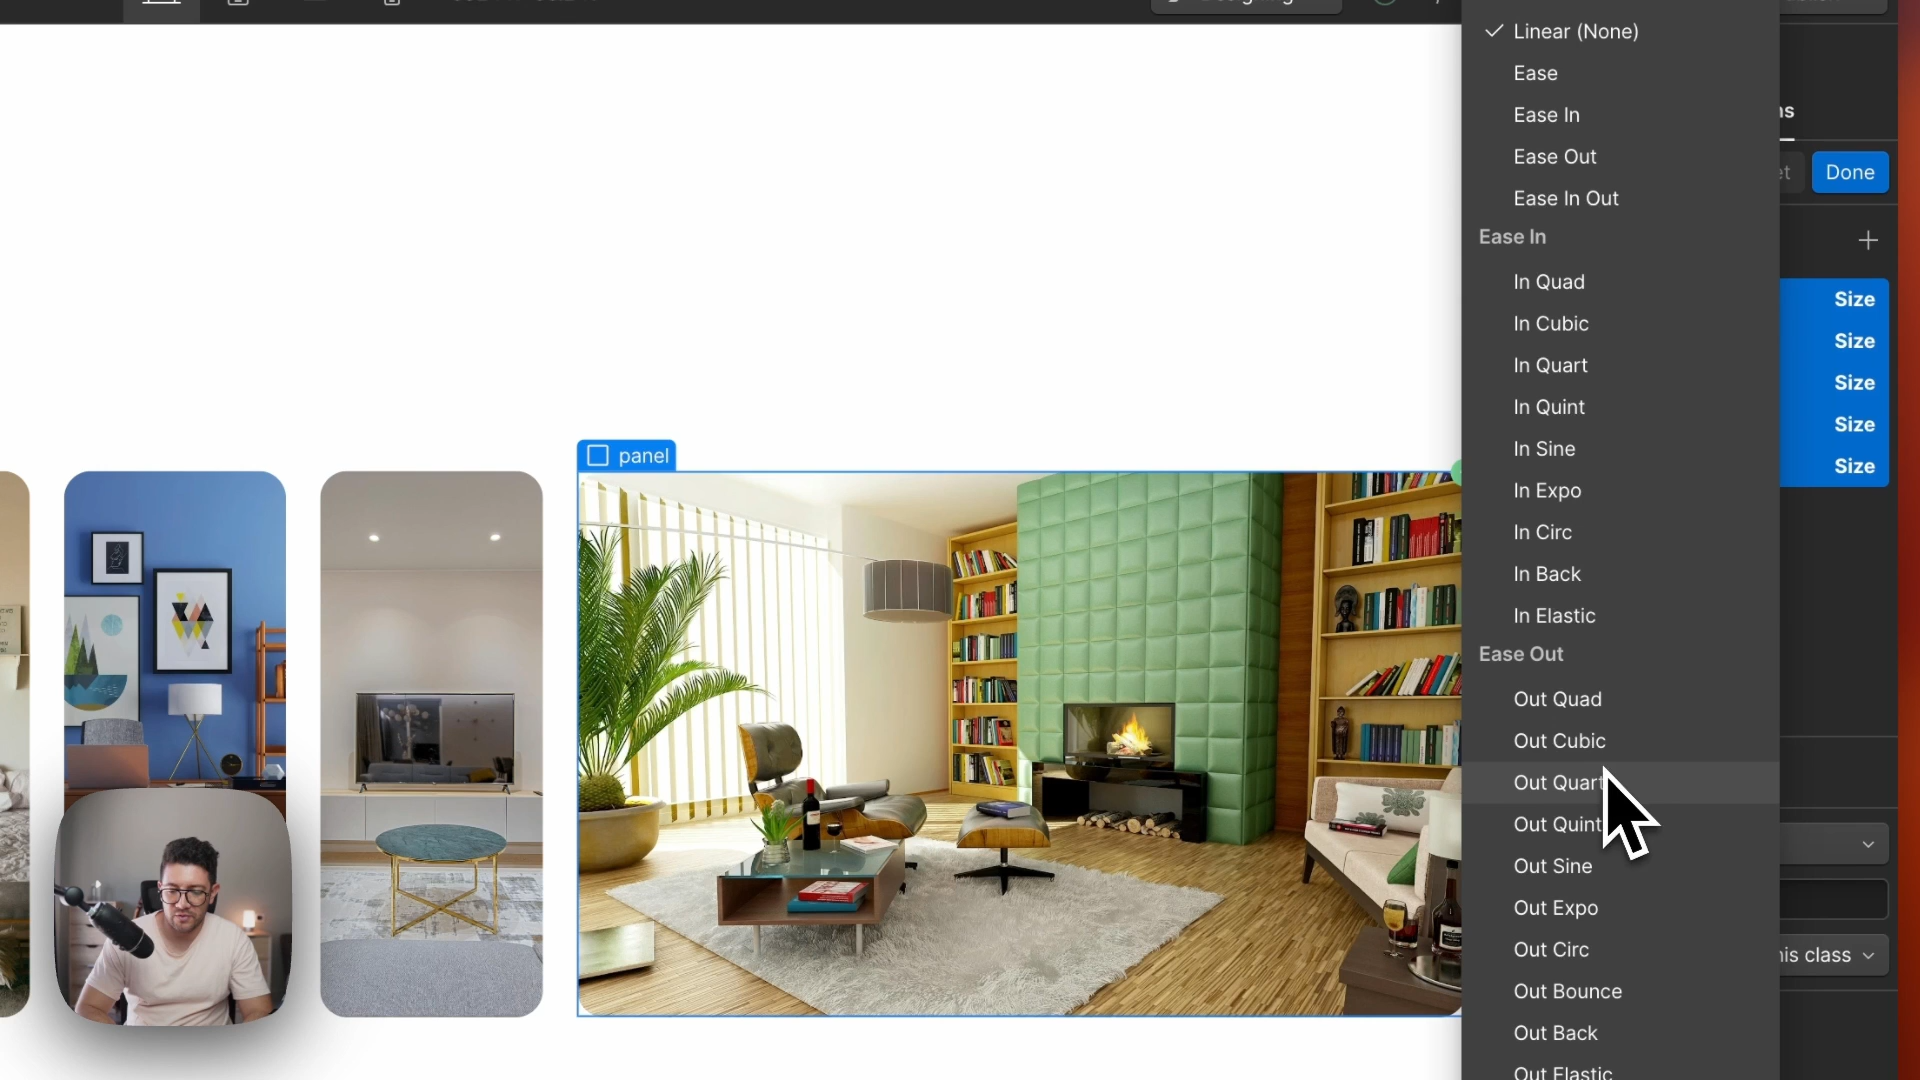 Linear (None)
Ease
Ease In
Ease Out
Ease In Out
Ease In
In Quad
In Cubic
In Quart
In Quint
In Sine
In Expo
In Circ
In Back
In Elastic
Ease Out
Out Quad
Out Cubic
Out Quart
Out Quint
Out Sine
Out Expo
Out Circ
Out Bounce
Out Back
Out Elastic
Done
Size
Size
Size
Size
Size
his class
panel